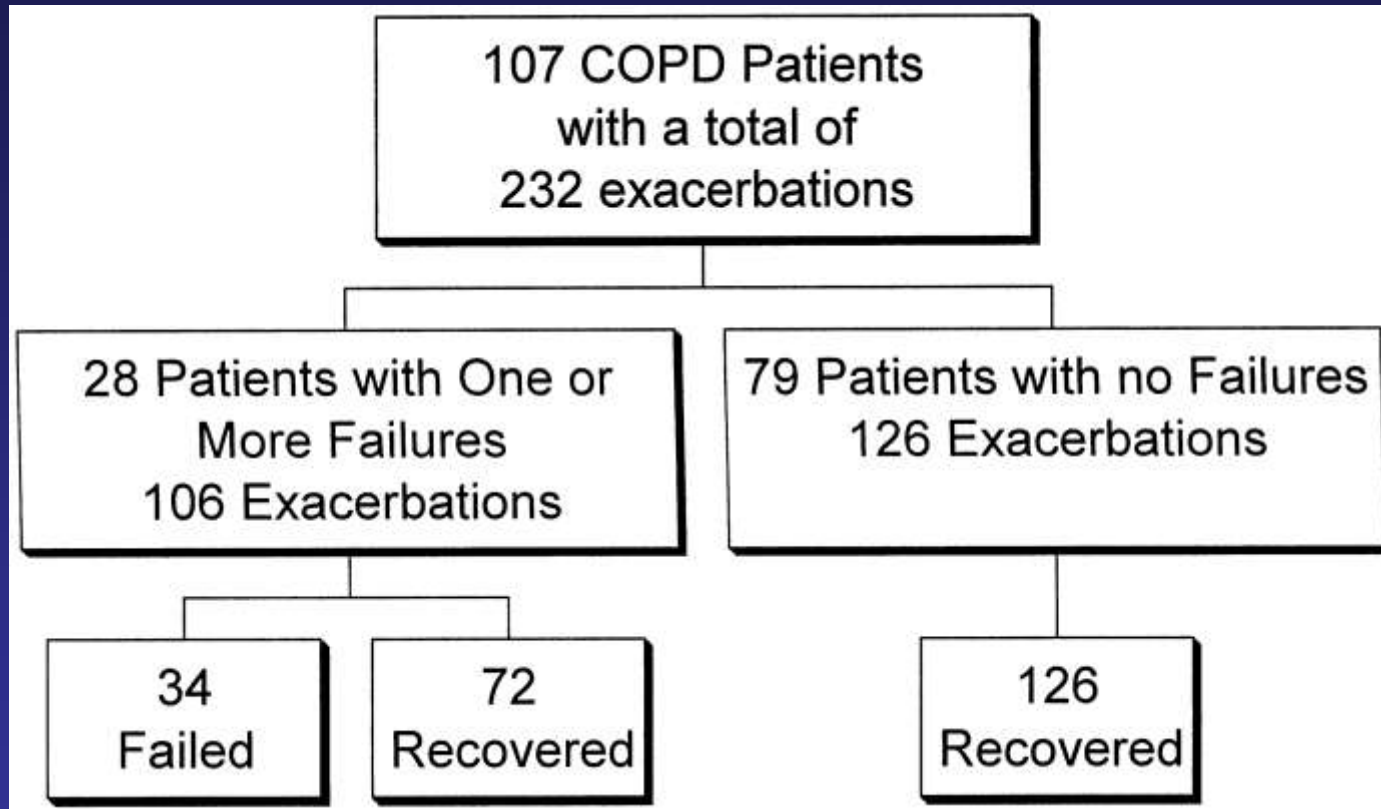 107 COPD Patients
with a total of
232 exacerbations
28 Patients with One or
More Failures
106 Exacerbations
79 Patients with no Failures
126 Exacerbations
34
Failed
72
Recovered
126
Recovered